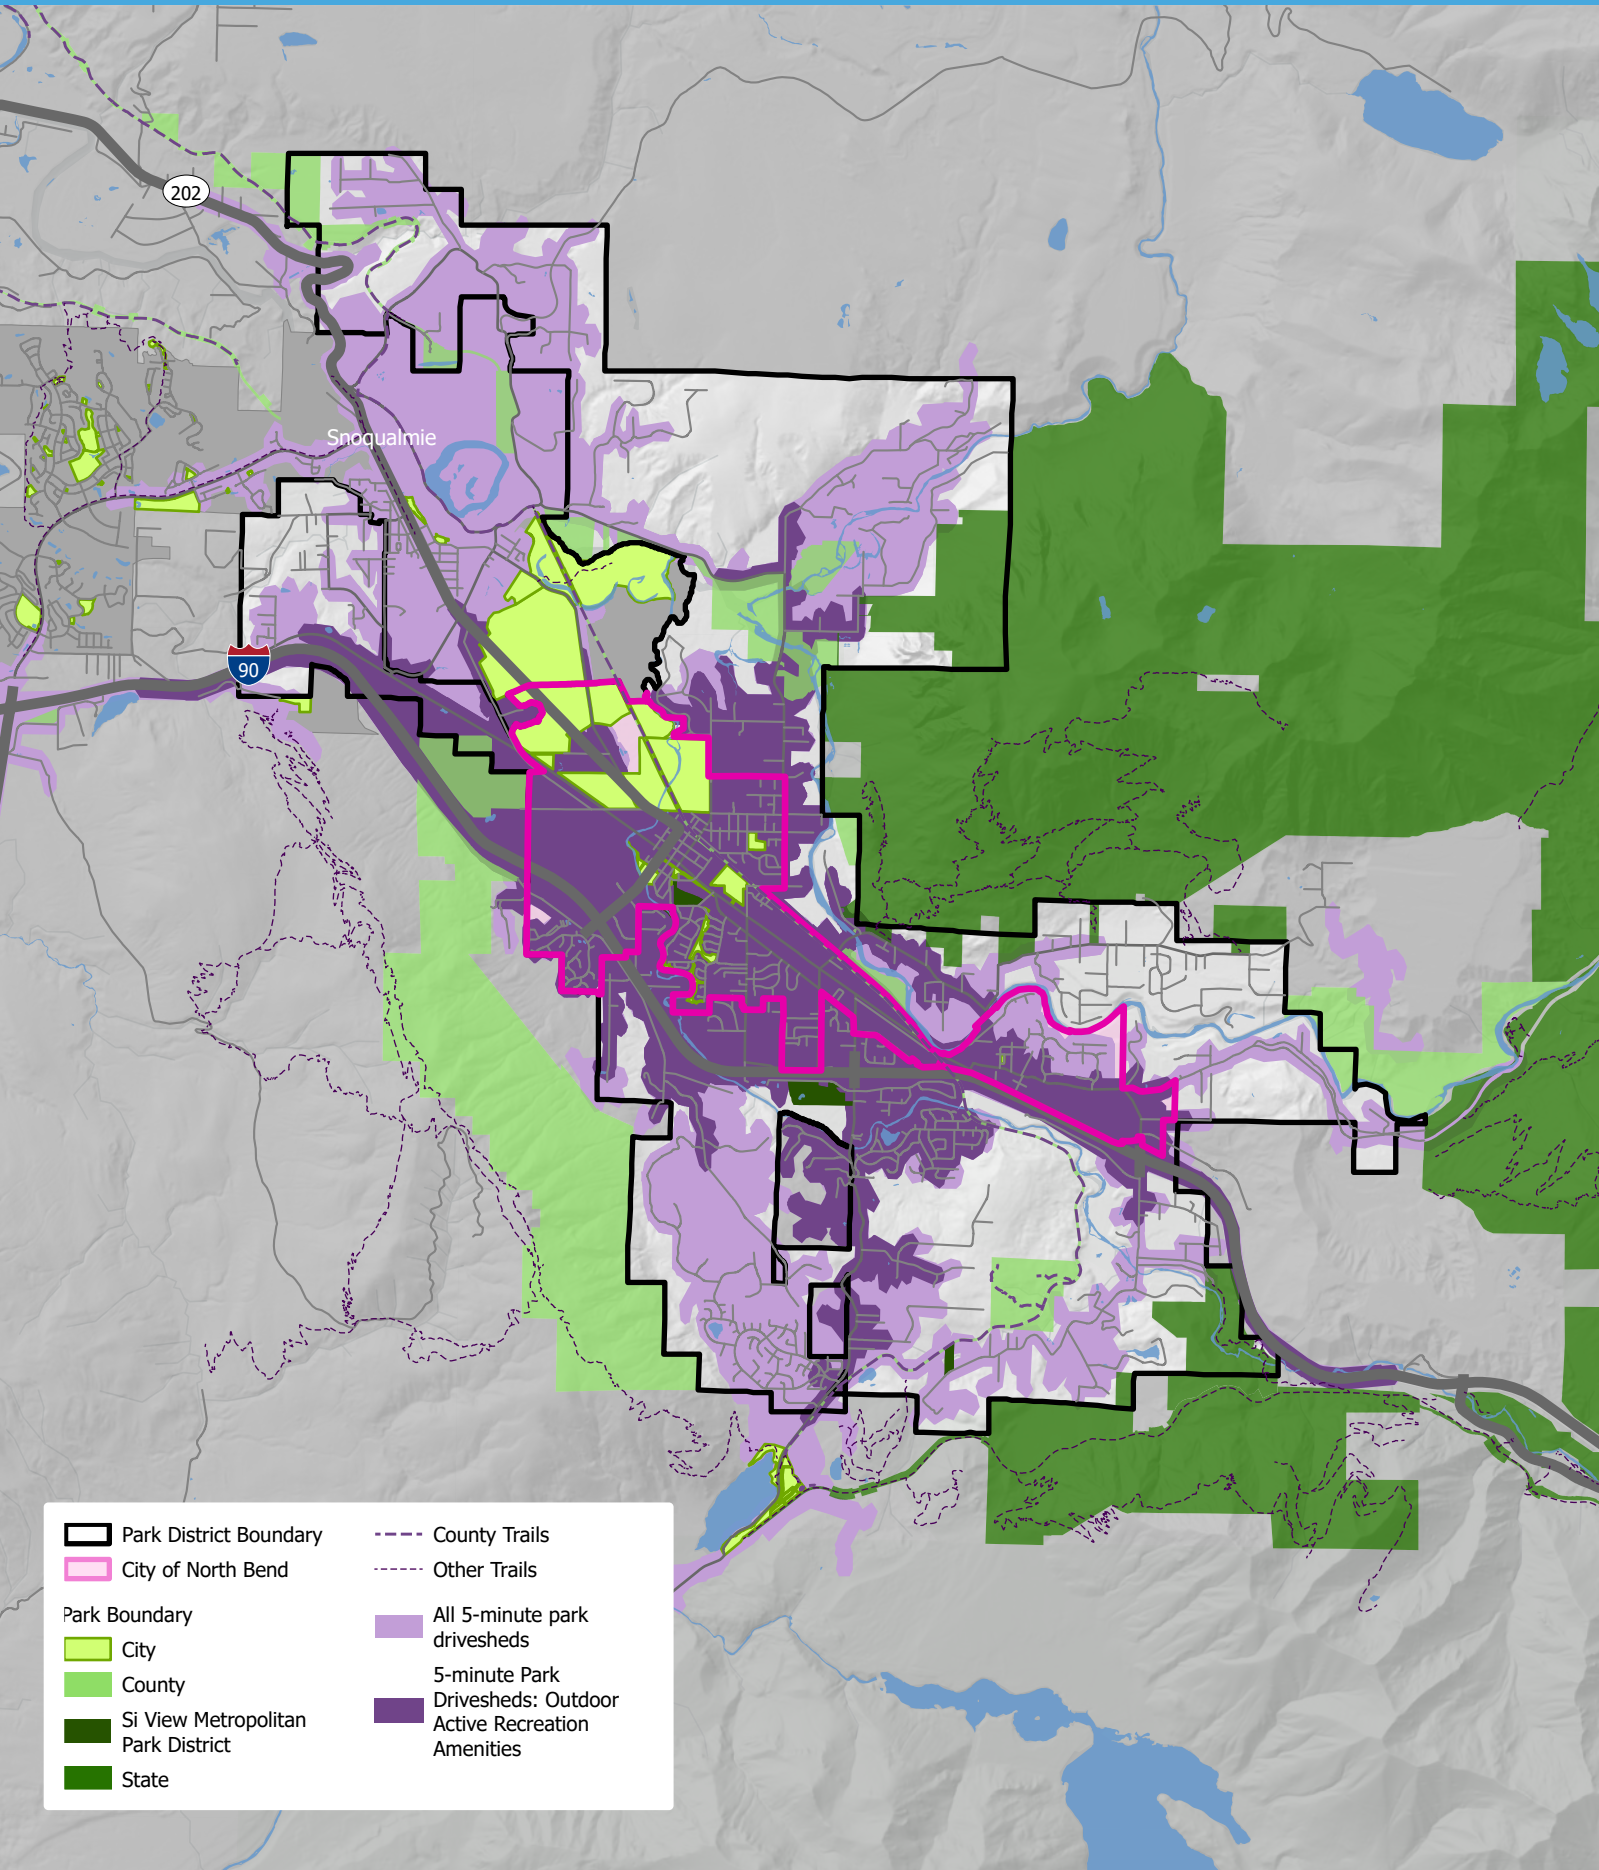 202
Snoqualmie
90
Park District Boundary
City of North Bend
Park Boundary
City
County
Si View Metropolitan
Park District
State
County Trails
Other Trails
All 5-minute park
drivesheds
5-minute Park
Drivesheds: Outdoor
Active Recreation
Amenities